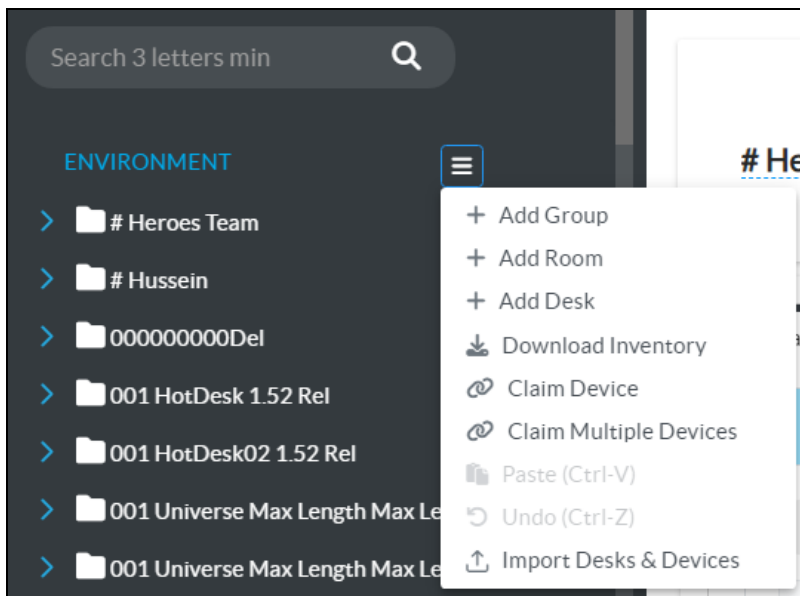 Search 3 letters min
ENVIRONMENT
# Heroes Team
# Hussein
000000000Del
001 HotDesk 1.52 Rel
001 HotDesk02 1.52 Rel
001 Universe Max Length Max Le
001 Universe Max Length Max Le
Add Group
Add Room
Add Desk
Download Inventory
Claim Device
Claim Multiple Devices
Paste (Ctrl-V)
Undo (Ctrl-Z)
Import Desks & Devices
# He